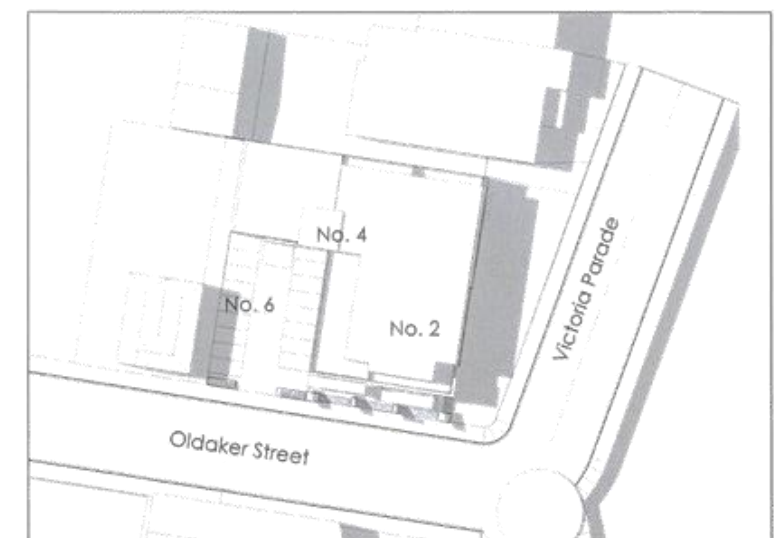 No. 4
No. 6
No. 2
Victoria Parade
Oldaker Street